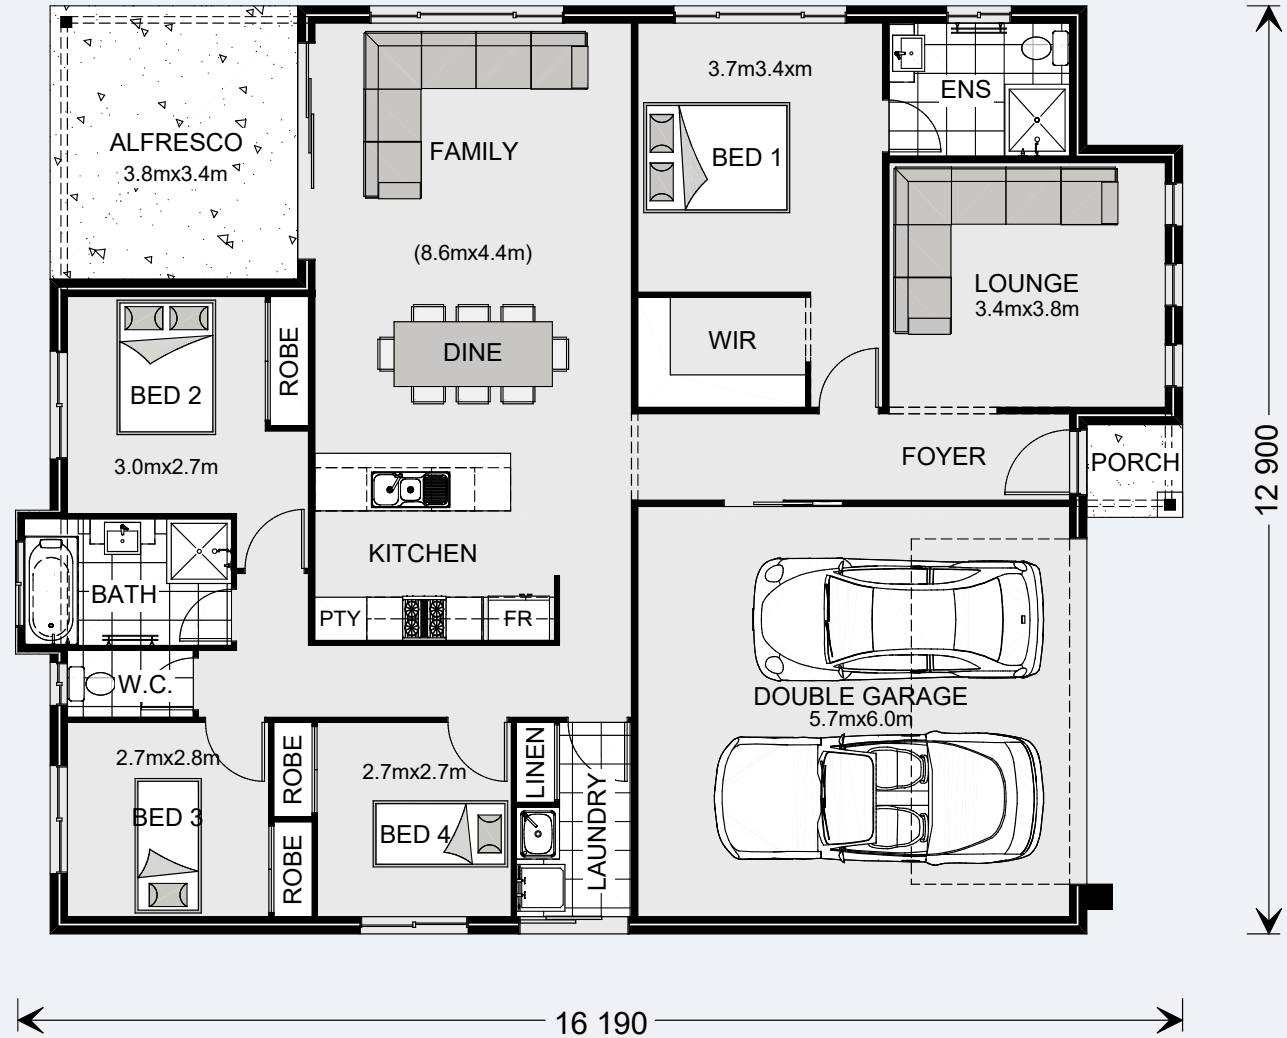 3.7m3.4xm
ENS
ALFRESCO
3.8mx3.4m
FAMILY
BED 1
(8.6mx4.4m)
LOUNGE
3.4mx3.8m
ROBE
DINE
WIR
BED 2
3.0mx2.7m
FOYER
PORCH
KITCHEN
BATH
PTY
FR
W.C.
DOUBLE GARAGE
5.7mx6.0m
2.7mx2.8m
ROBE
2.7mx2.7m
LINEN
BED 3
BED 4
LAUNDRY
ROBE
12 900
16 190